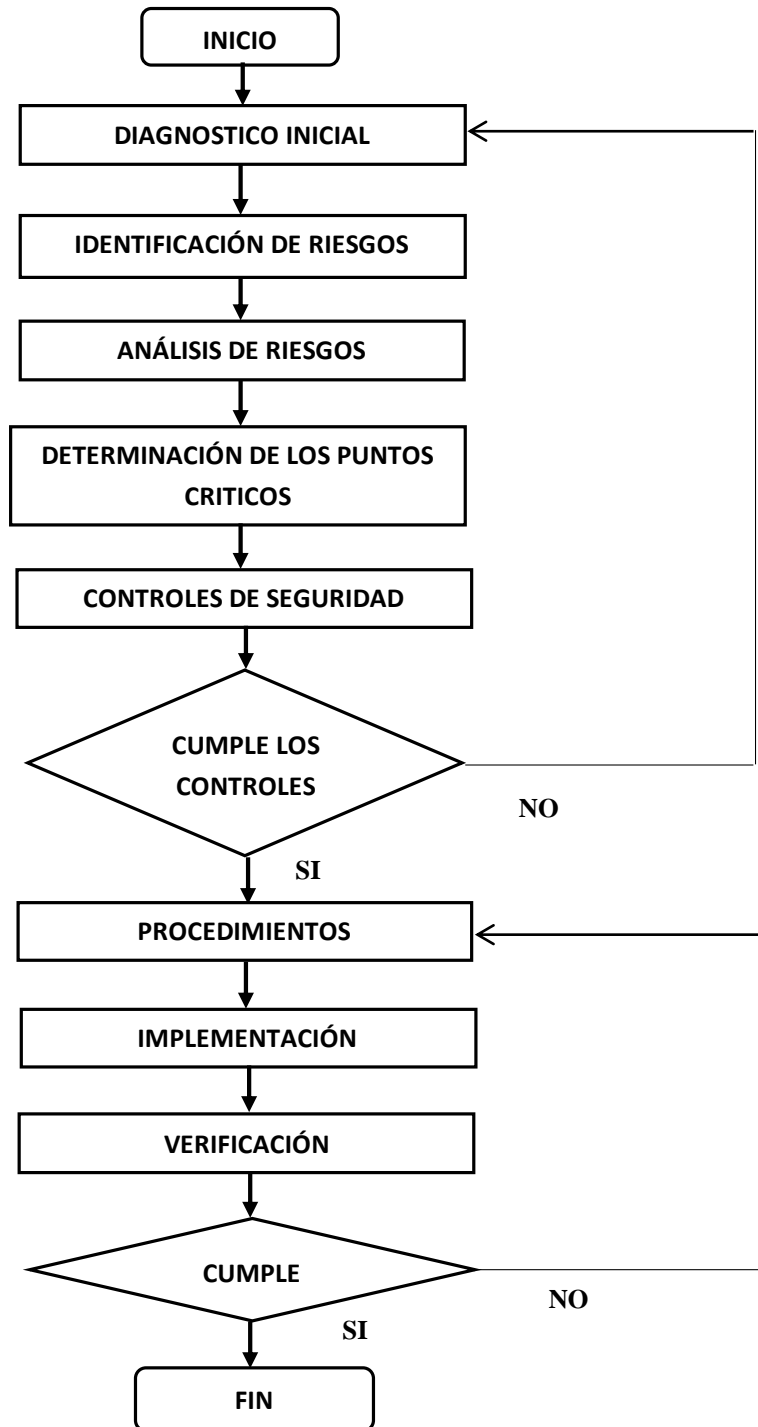 INICIO
DIAGNOSTICO INICIAL
IDENTIFICACIÓN DE RIESGOS
ANÁLISIS DE RIESGOS
DETERMINACIÓN DE LOS PUNTOS
CRITICOS
CONTROLES DE SEGURIDAD
CUMPLE LOS
CONTROLES
NO
SI
PROCEDIMIENTOS
IMPLEMENTACIÓN
VERIFICACIÓN
CUMPLE
NO
SI
FIN